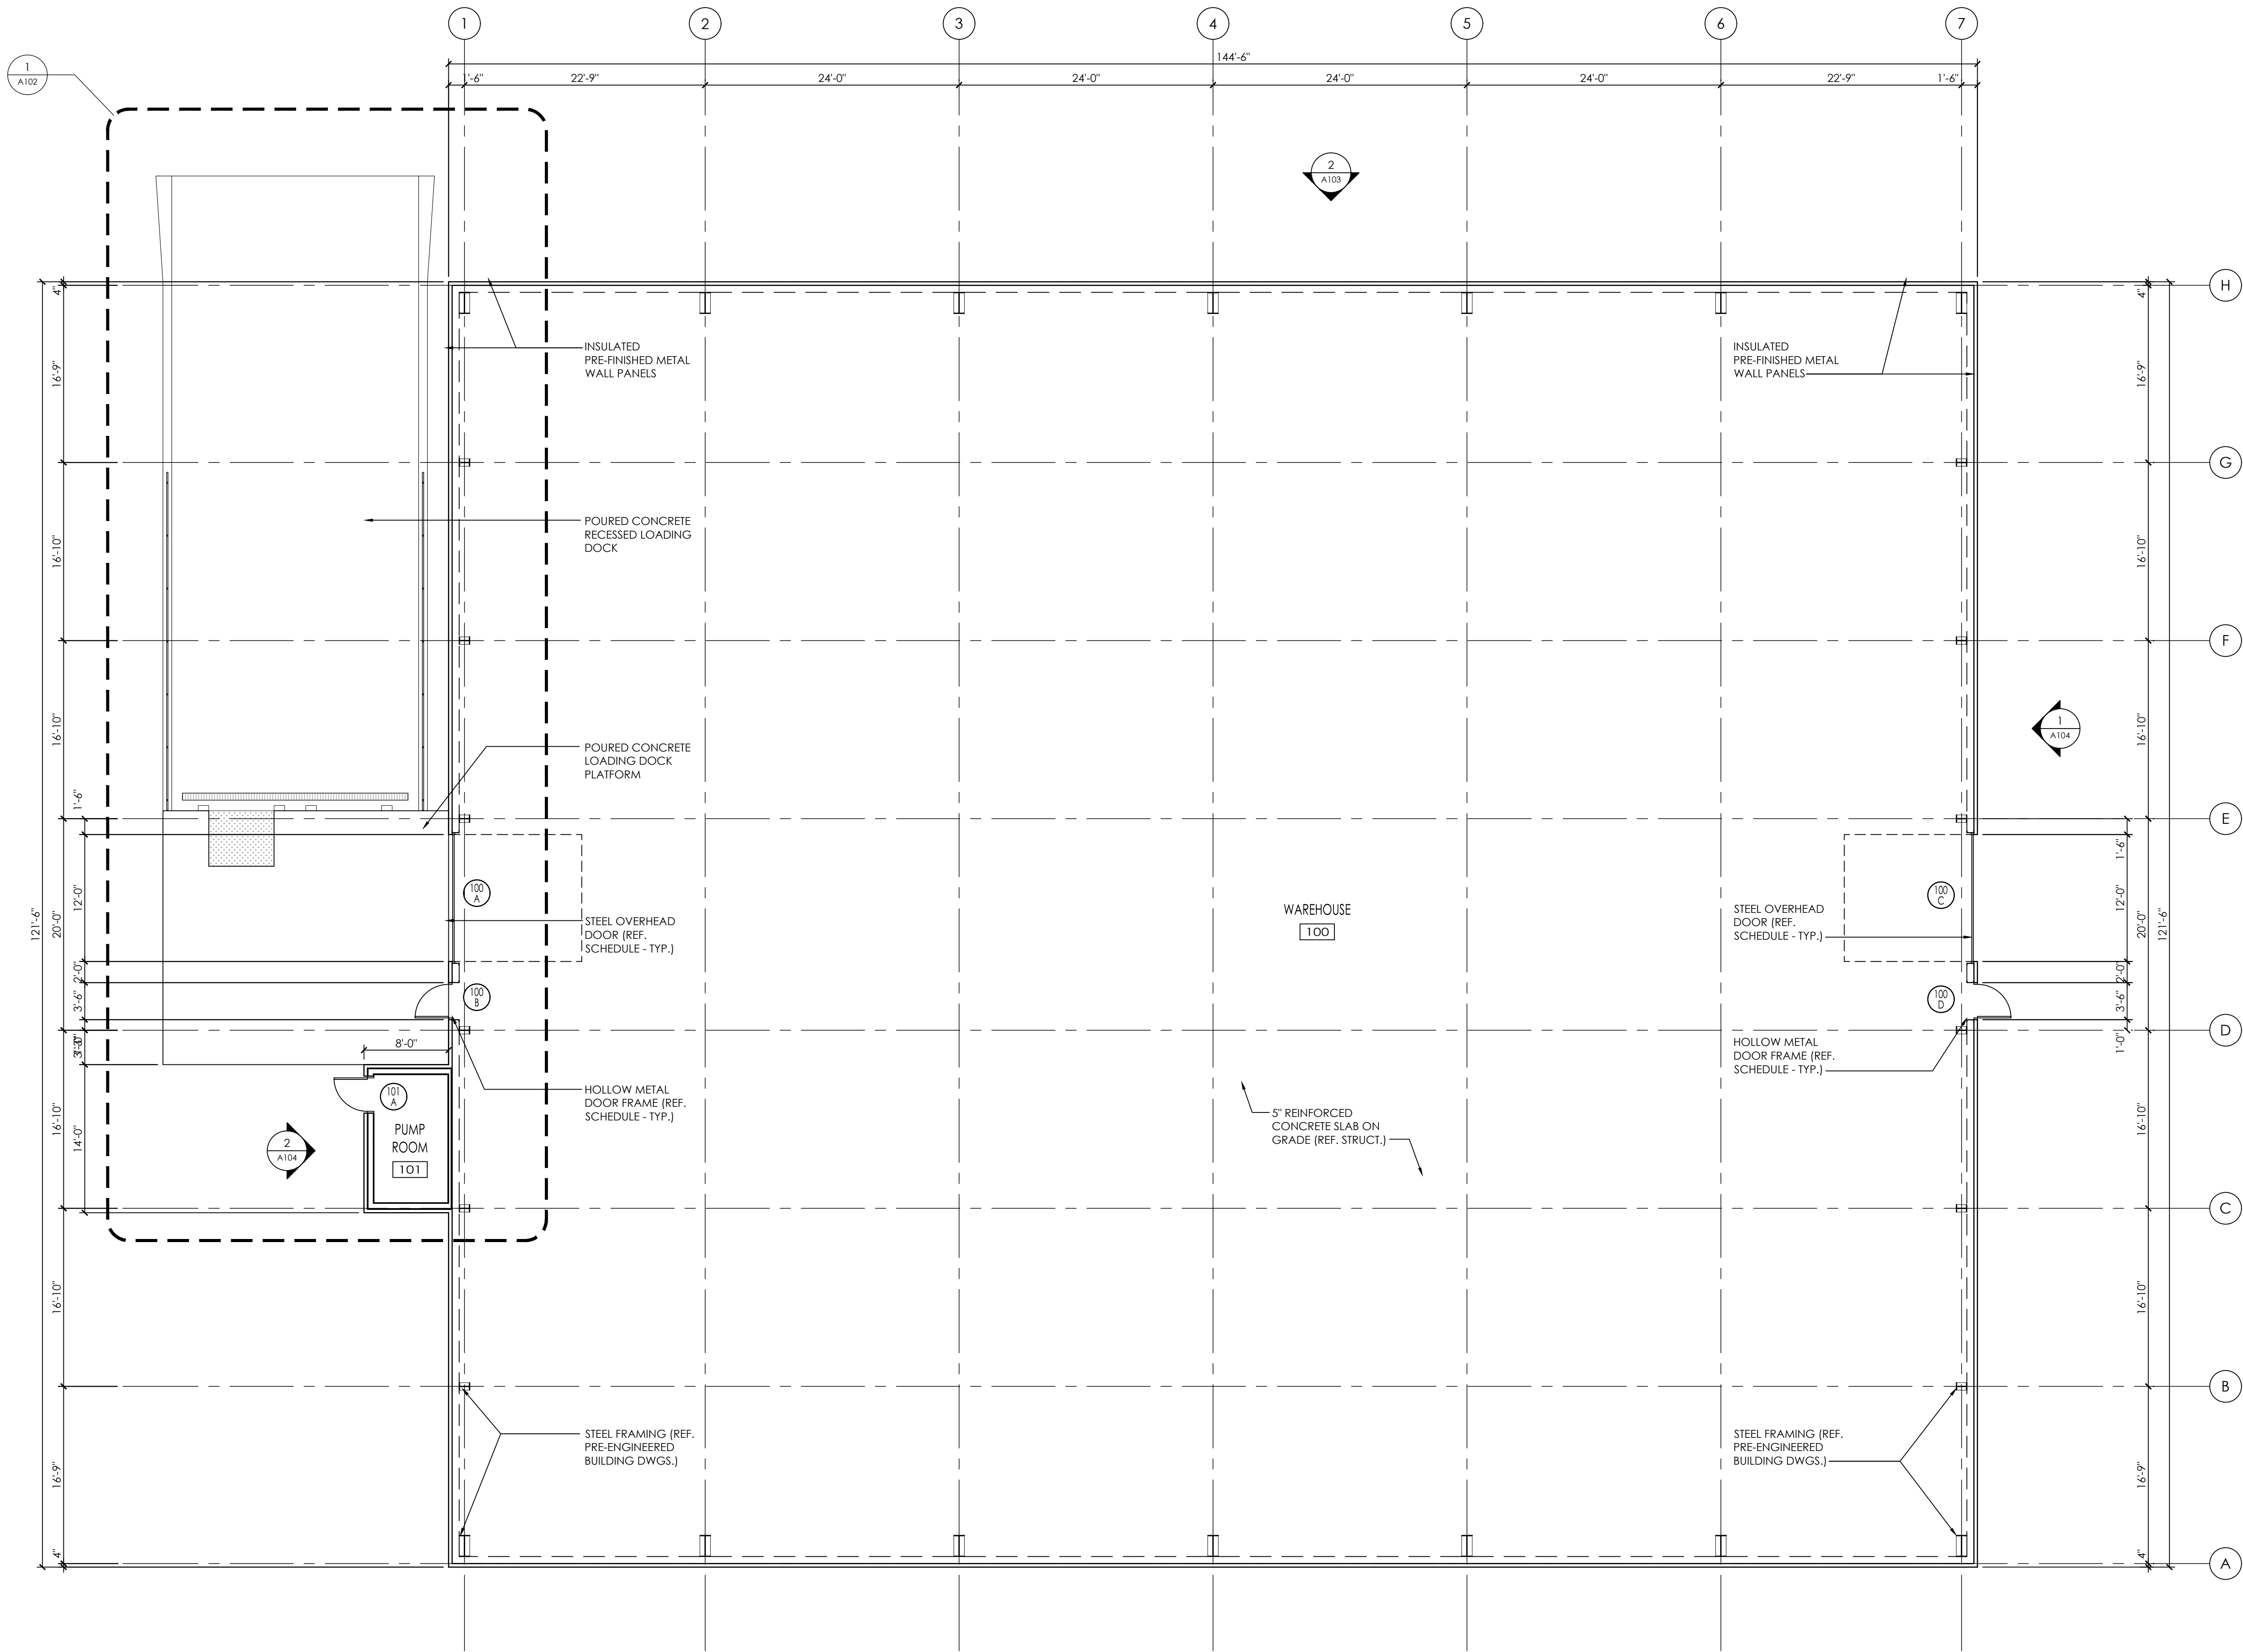 1
2
3
4
5
6
7
144'-6"
1'-6"
22'-9"
24'-0"
24'-0"
24'-0"
24'-0"
22'-9"
1'-6"
1
A102
2
A103
H
G
F
E
D
C
B
A
4"
16'-9"
16'-10"
16'-10"
1'-6"
12'-0"
20'-0"
121'-6"
2'-0"
3'-6"
16'-10"
14'-0"
16'-10"
16'-9"
4"
8'-0"
INSULATED
PRE-FINISHED METAL
WALL PANELS
POURED CONCRETE
RECESSED LOADING
DOCK
POURED CONCRETE
LOADING DOCK
PLATFORM
100
A
STEEL OVERHEAD
DOOR (REF.
SCHEDULE - TYP.)
100
B
HOLLOW METAL
DOOR FRAME (REF.
SCHEDULE - TYP.)
101
A
PUMP
ROOM
101
2
A104
STEEL FRAMING (REF.
PRE-ENGINEERED
BUILDING DWGS.)
WAREHOUSE
100
5" REINFORCED
CONCRETE SLAB ON
GRADE (REF. STRUCT.)
INSULATED
PRE-FINISHED METAL
WALL PANELS
100
C
STEEL OVERHEAD
DOOR (REF.
SCHEDULE - TYP.)
100
D
HOLLOW METAL
DOOR FRAME (REF.
SCHEDULE - TYP.)
STEEL FRAMING (REF.
PRE-ENGINEERED
BUILDING DWGS.)
1
A104
4"
16'-9"
16'-10"
16'-10"
1'-6"
12'-0"
20'-0"
121'-6"
2'-0"
3'-6"
1'-0"
16'-10"
16'-10"
16'-9"
4"